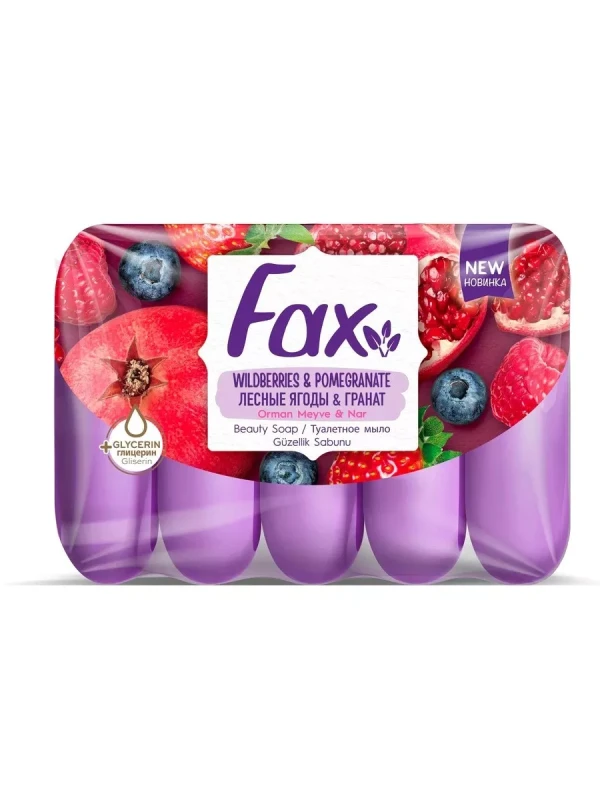 Fax
WILDBERRIES & POMEGRANATE
ЛЕСНЫЕ ЯГОДЫ & ГРАНАТ
Orman Meyve & Nar
Beauty Soap / Туалетное мыло
Güzellik Sabunu
NEW
НОВИНКА
+GLYCERIN
глицерин
Gliserin